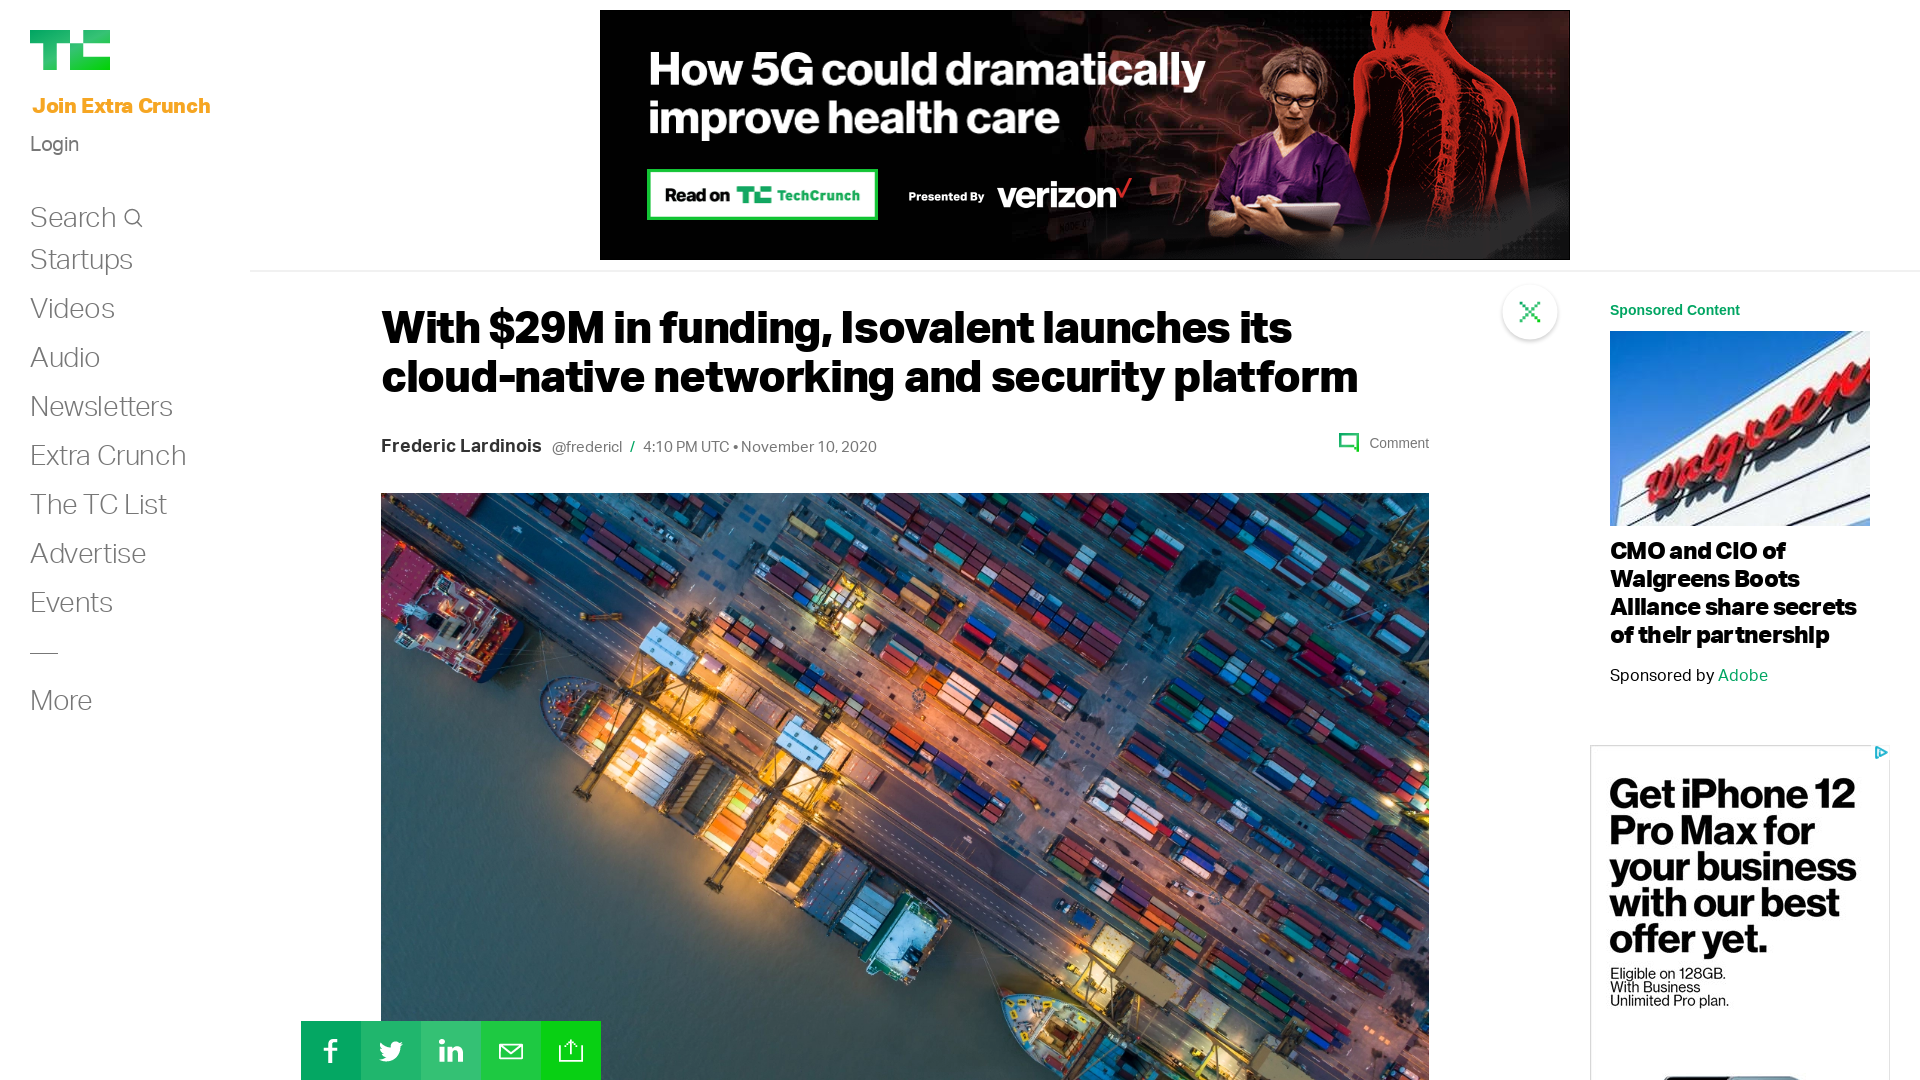 TC
Join Extra Crunch
Login
Search
Startups
Videos
Audio
Newsletters
Extra Crunch
The TC List
Advertise
Events
More
How 5G could dramatically
improve health care
Read on TC TechCrunch
Presented By verizon
With $29M in funding, Isovalent launches its
cloud-native networking and security platform
Frederic Lardinois @fredericl / 4:10 PM UTC • November 10, 2020
Comment
Sponsored Content
Walgreens
CMO and CIO of
Walgreens Boots
Alliance share secrets
of their partnership
Sponsored by Adobe
Get iPhone 12
Pro Max for
your business
with our best
offer yet.
Eligible on 128GB.
With Business
Unlimited Pro plan.